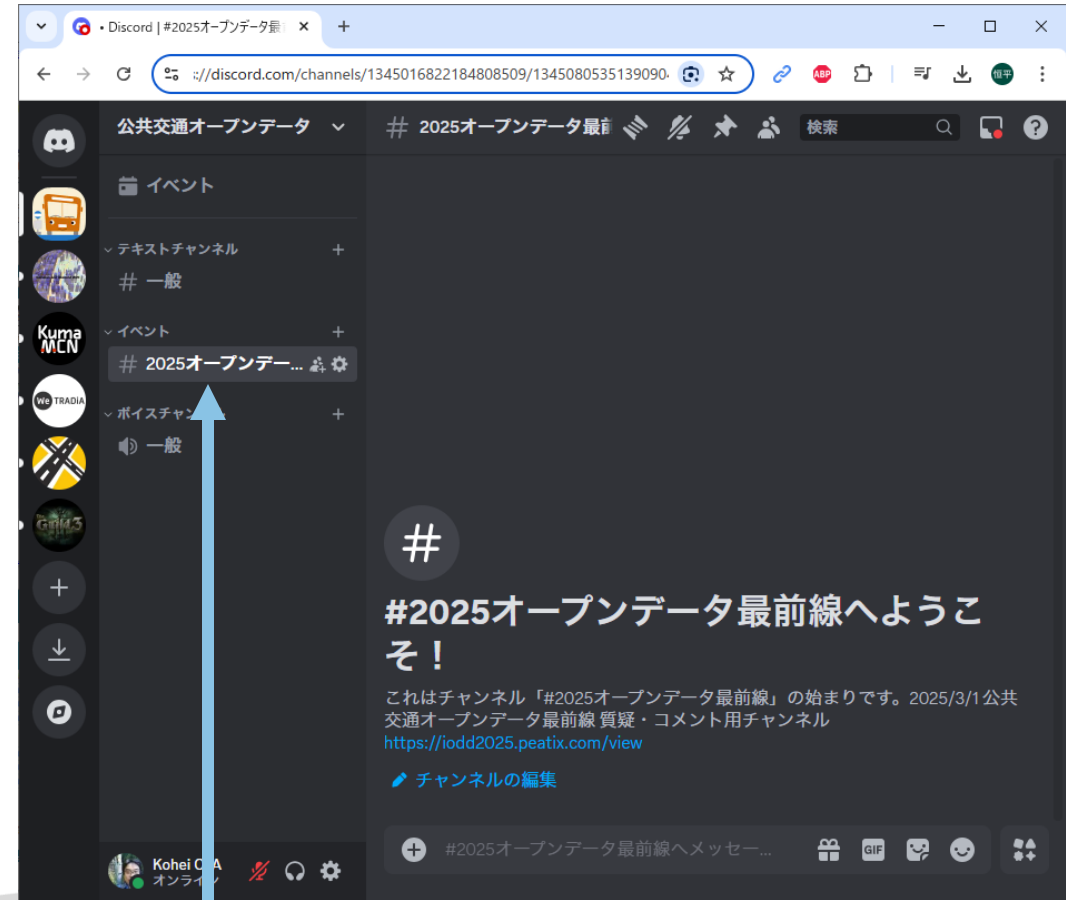 • Discord | #2025オープンデータ最
://discord.com/channels/1345016822184808509/1345080535139090
ABP
恒平
公共交通オープンデータ
# 2025オープンデータ最前
検索
イベント
テキストチャンネル
# 一般
Kuma
MCN
イベント
# 2025オープンデー...
We TRADiA
ボイスチャン
一般
#
#2025オープンデータ最前線へようこ
そ！
これはチャンネル「#2025オープンデータ最前線」の始まりです。2025/3/1公共
交通オープンデータ最前線 質疑・コメント用チャンネル
https://iodd2025.peatix.com/view
チャンネルの編集
#2025オープンデータ最前線へメッセー...
GIF
Kohei
オンライン